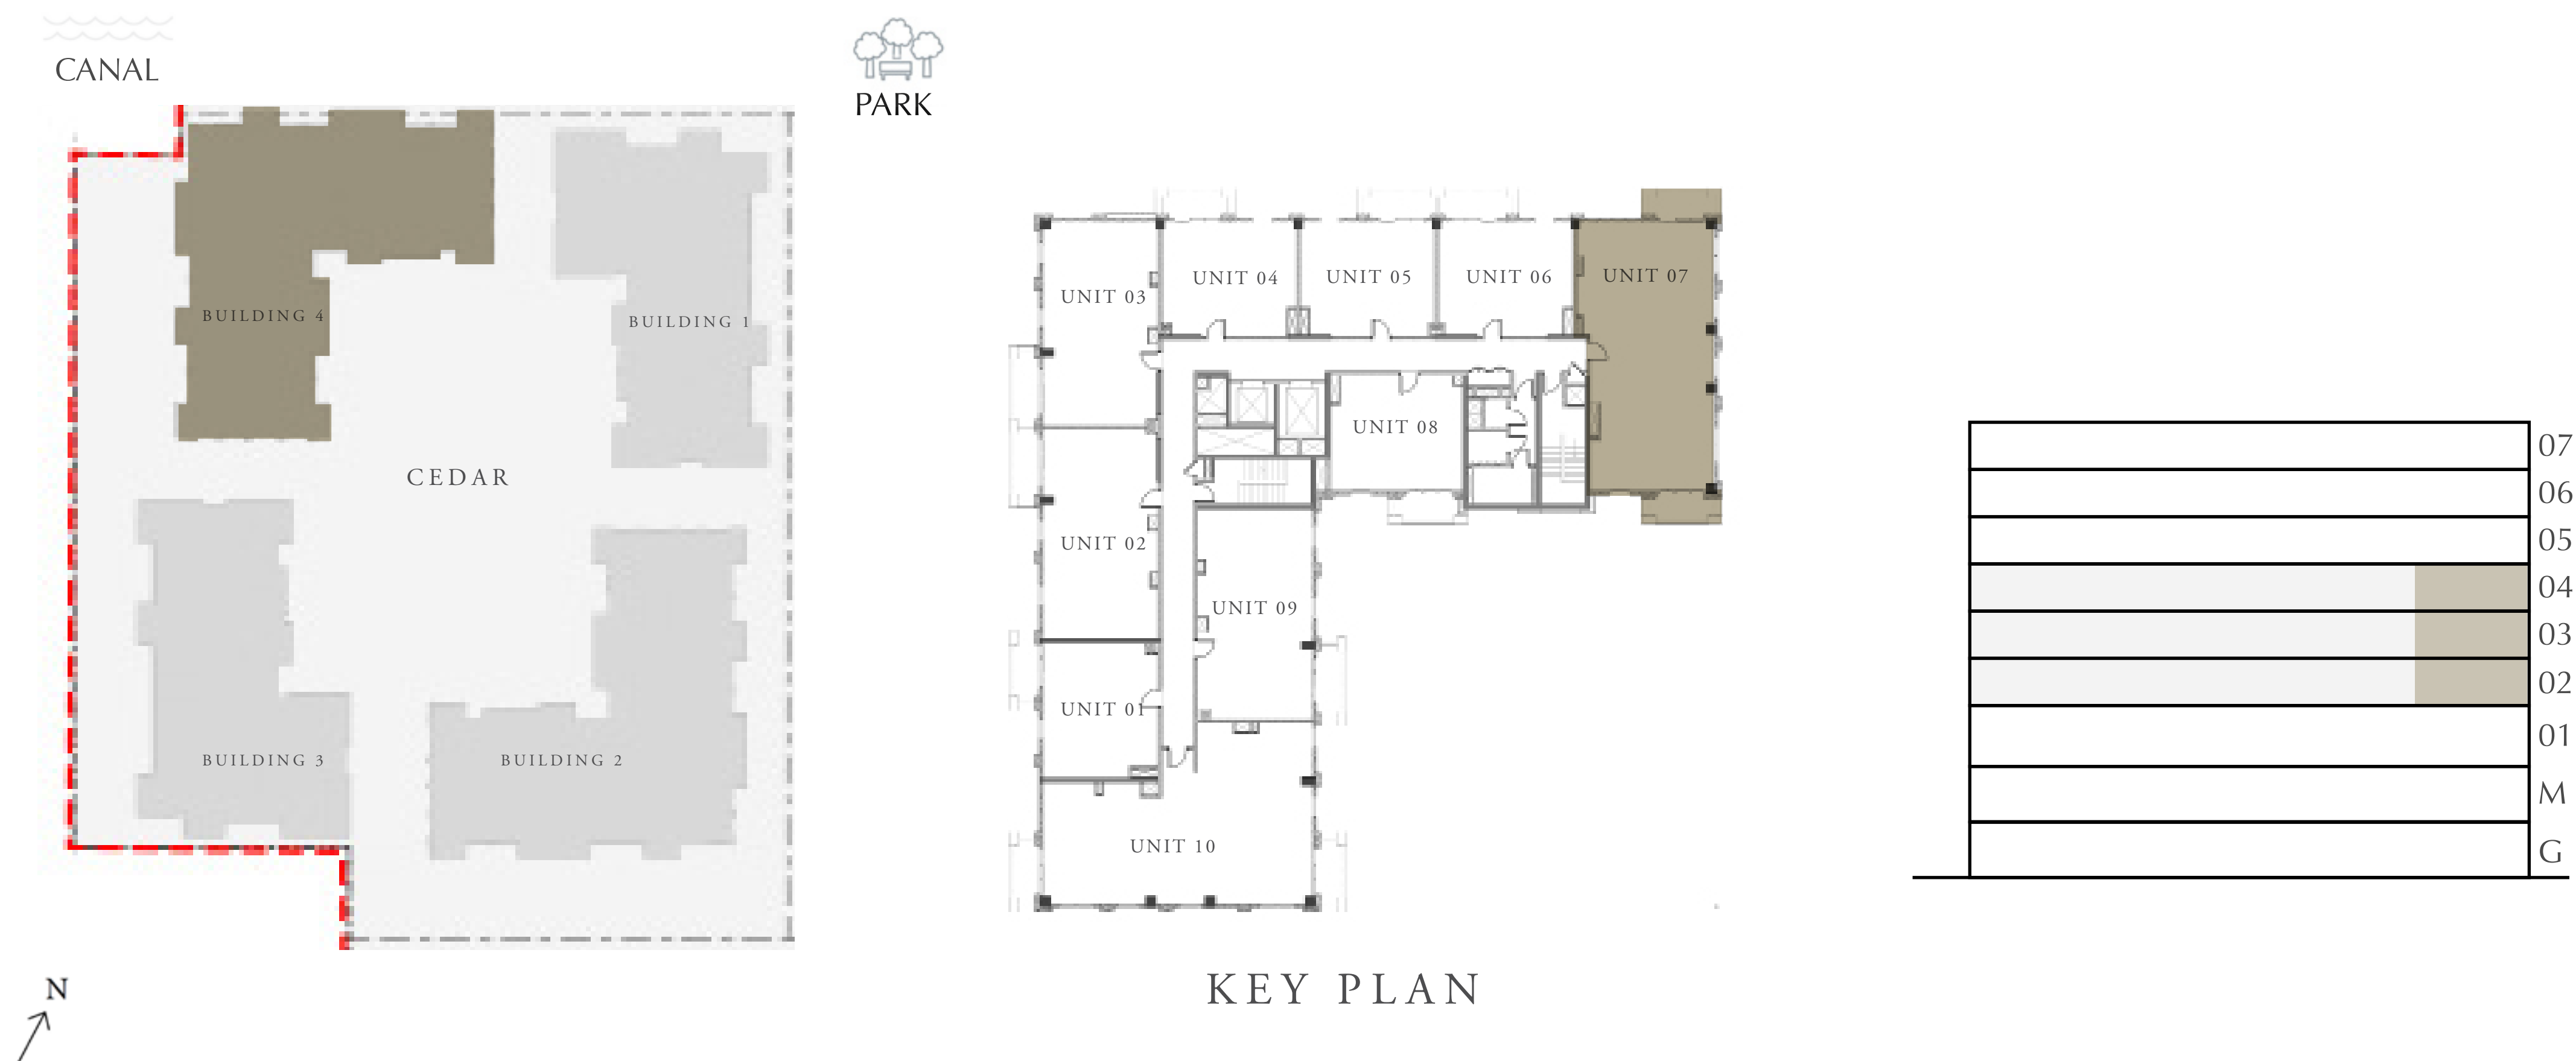 CANAL
PARK
BUILDING 4
BUILDING 1
CEDAR
BUILDING 3
BUILDING 2
N
UNIT 03
UNIT 04
UNIT 05
UNIT 06
UNIT 07
UNIT 08
UNIT 02
UNIT 09
UNIT 01
UNIT 10
KEY PLAN
07
06
05
04
03
02
01
M
G